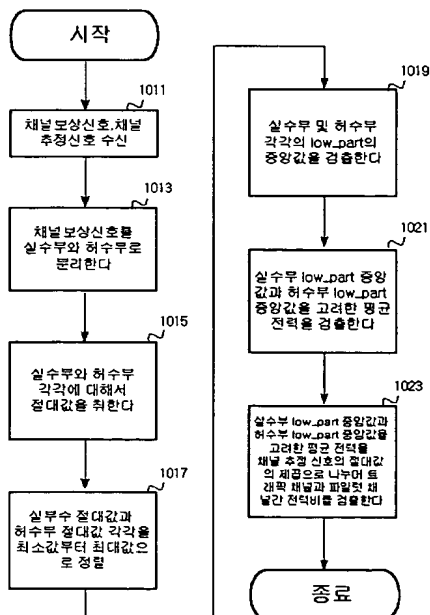 시작
1011
채널보상신호,채널
추정신호 수신
1013
채널보상신호를
실수부와 허수부로
분리한다
1015
실수부와 허수부
각각에 대해서
절대값을 취한다
1017
실부수 절대값과
허수부 절대값 각각을
최소값부터 최대값으
로 정렬
1019
실수부 및 허수부
각각의 low_part의
중앙값을 검출한다
1021
실수부 low_part 중앙
값과 허수부 low_part
중앙값을 고려한 평균
전력을 검출한다
1023
실수부 low_part 중앙값과
허수부 low_part 중앙값을
고려한 평균 전력을
채널 추정 신호의 절대값
의 제곱으로 나누어 트
래픽 채널과 파일럿 채
널간 전력비를 검출한다
종료